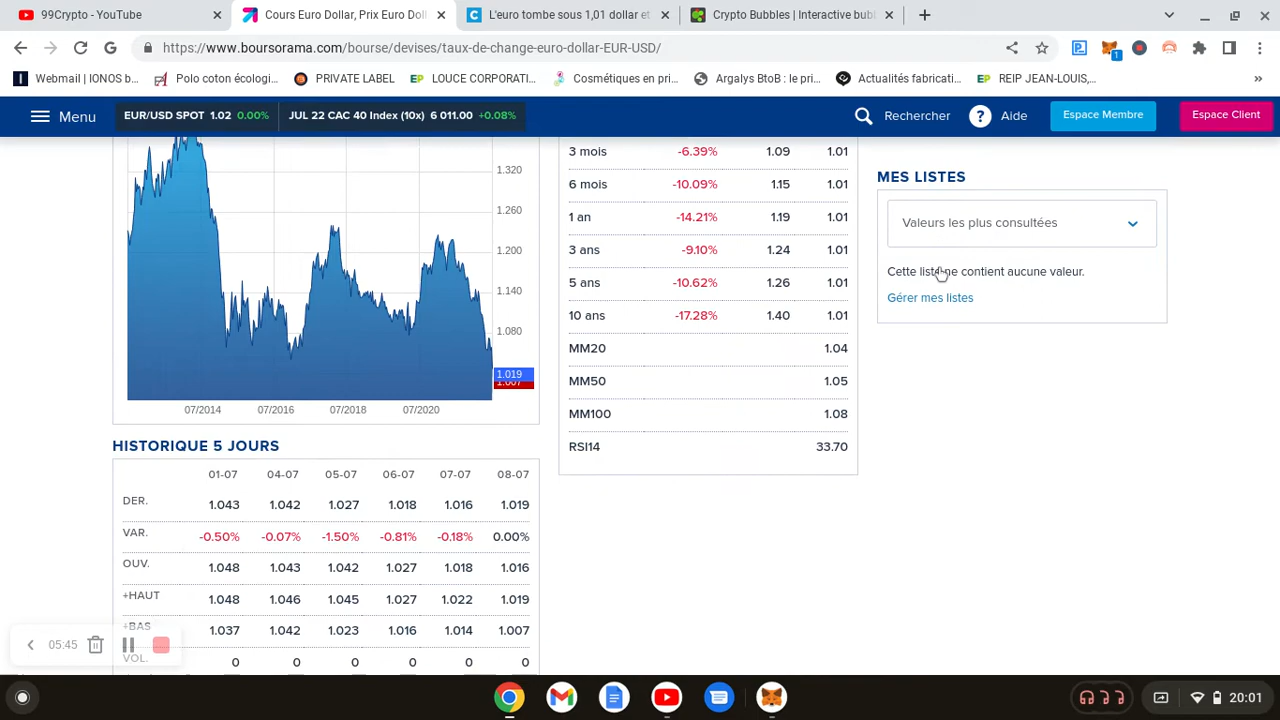 99Crypto - YouTube
Cours Euro Dollar, Prix Euro Dol
L'euro tombe sous 1,01 dollar et
Crypto Bubbles | Interactive bub
https://www.boursorama.com/bourse/devises/taux-de-change-euro-dollar-EUR-USD/
1
Webmail | IONOS b...
Polo coton écologi...
PRIVATE LABEL
LOUCE CORPORATI...
Cosmétiques en pri...
Argalys BtoB : le pri...
Actualités fabricati...
REIP JEAN-LOUIS,...
»
Menu
EUR/USD SPOT 1.02 0.00%
JUL 22 CAC 40 Index (10x) 6 011.00 +0.08%
Rechercher
? Aide
Espace Membre
Espace Client
1.320
1.260
1.200
1.140
1.080
1.019
1.007
07/2014 07/2016 07/2018 07/2020
3 mois -6.39% 1.09 1.01
6 mois -10.09% 1.15 1.01
1 an -14.21% 1.19 1.01
3 ans -9.10% 1.24 1.01
5 ans -10.62% 1.26 1.01
10 ans -17.28% 1.40 1.01
MM20 1.04
MM50 1.05
MM100 1.08
RSI14 33.70
MES LISTES
Valeurs les plus consultées
Cette liste ne contient aucune valeur.
Gérer mes listes
HISTORIQUE 5 JOURS
01-07 04-07 05-07 06-07 07-07 08-07
DER. 1.043 1.042 1.027 1.018 1.016 1.019
VAR. -0.50% -0.07% -1.50% -0.81% -0.18% 0.00%
OUV. 1.048 1.043 1.042 1.027 1.018 1.016
+HAUT 1.048 1.046 1.045 1.027 1.022 1.019
+BAS 1.037 1.042 1.023 1.016 1.014 1.007
VOL. 0 0 0 0 0 0
05:45
20:01